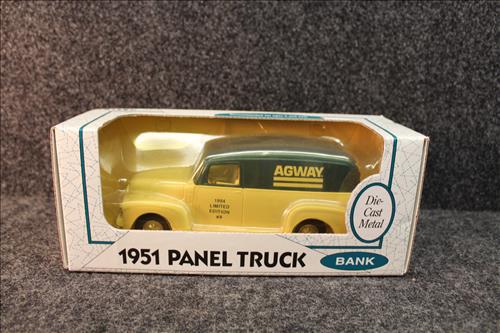 AGWAY
1994
LIMITED
EDITION
Die-
Cast
Metal
1951 PANEL TRUCK
BANK